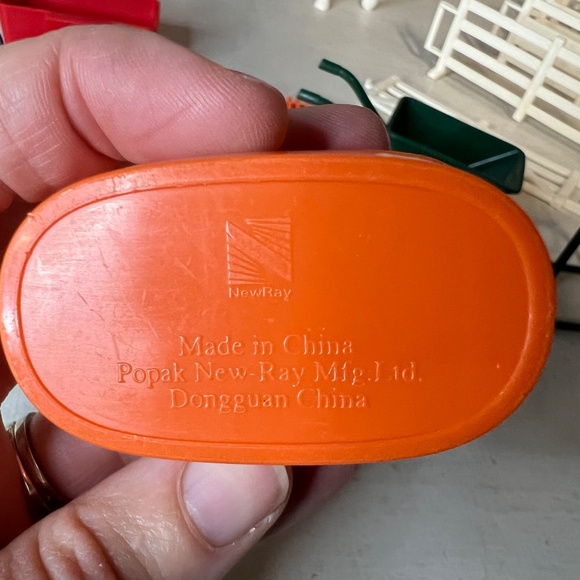 NewRay
Made in China
Popak New-Ray Mfg.Ltd.
Dongguan China